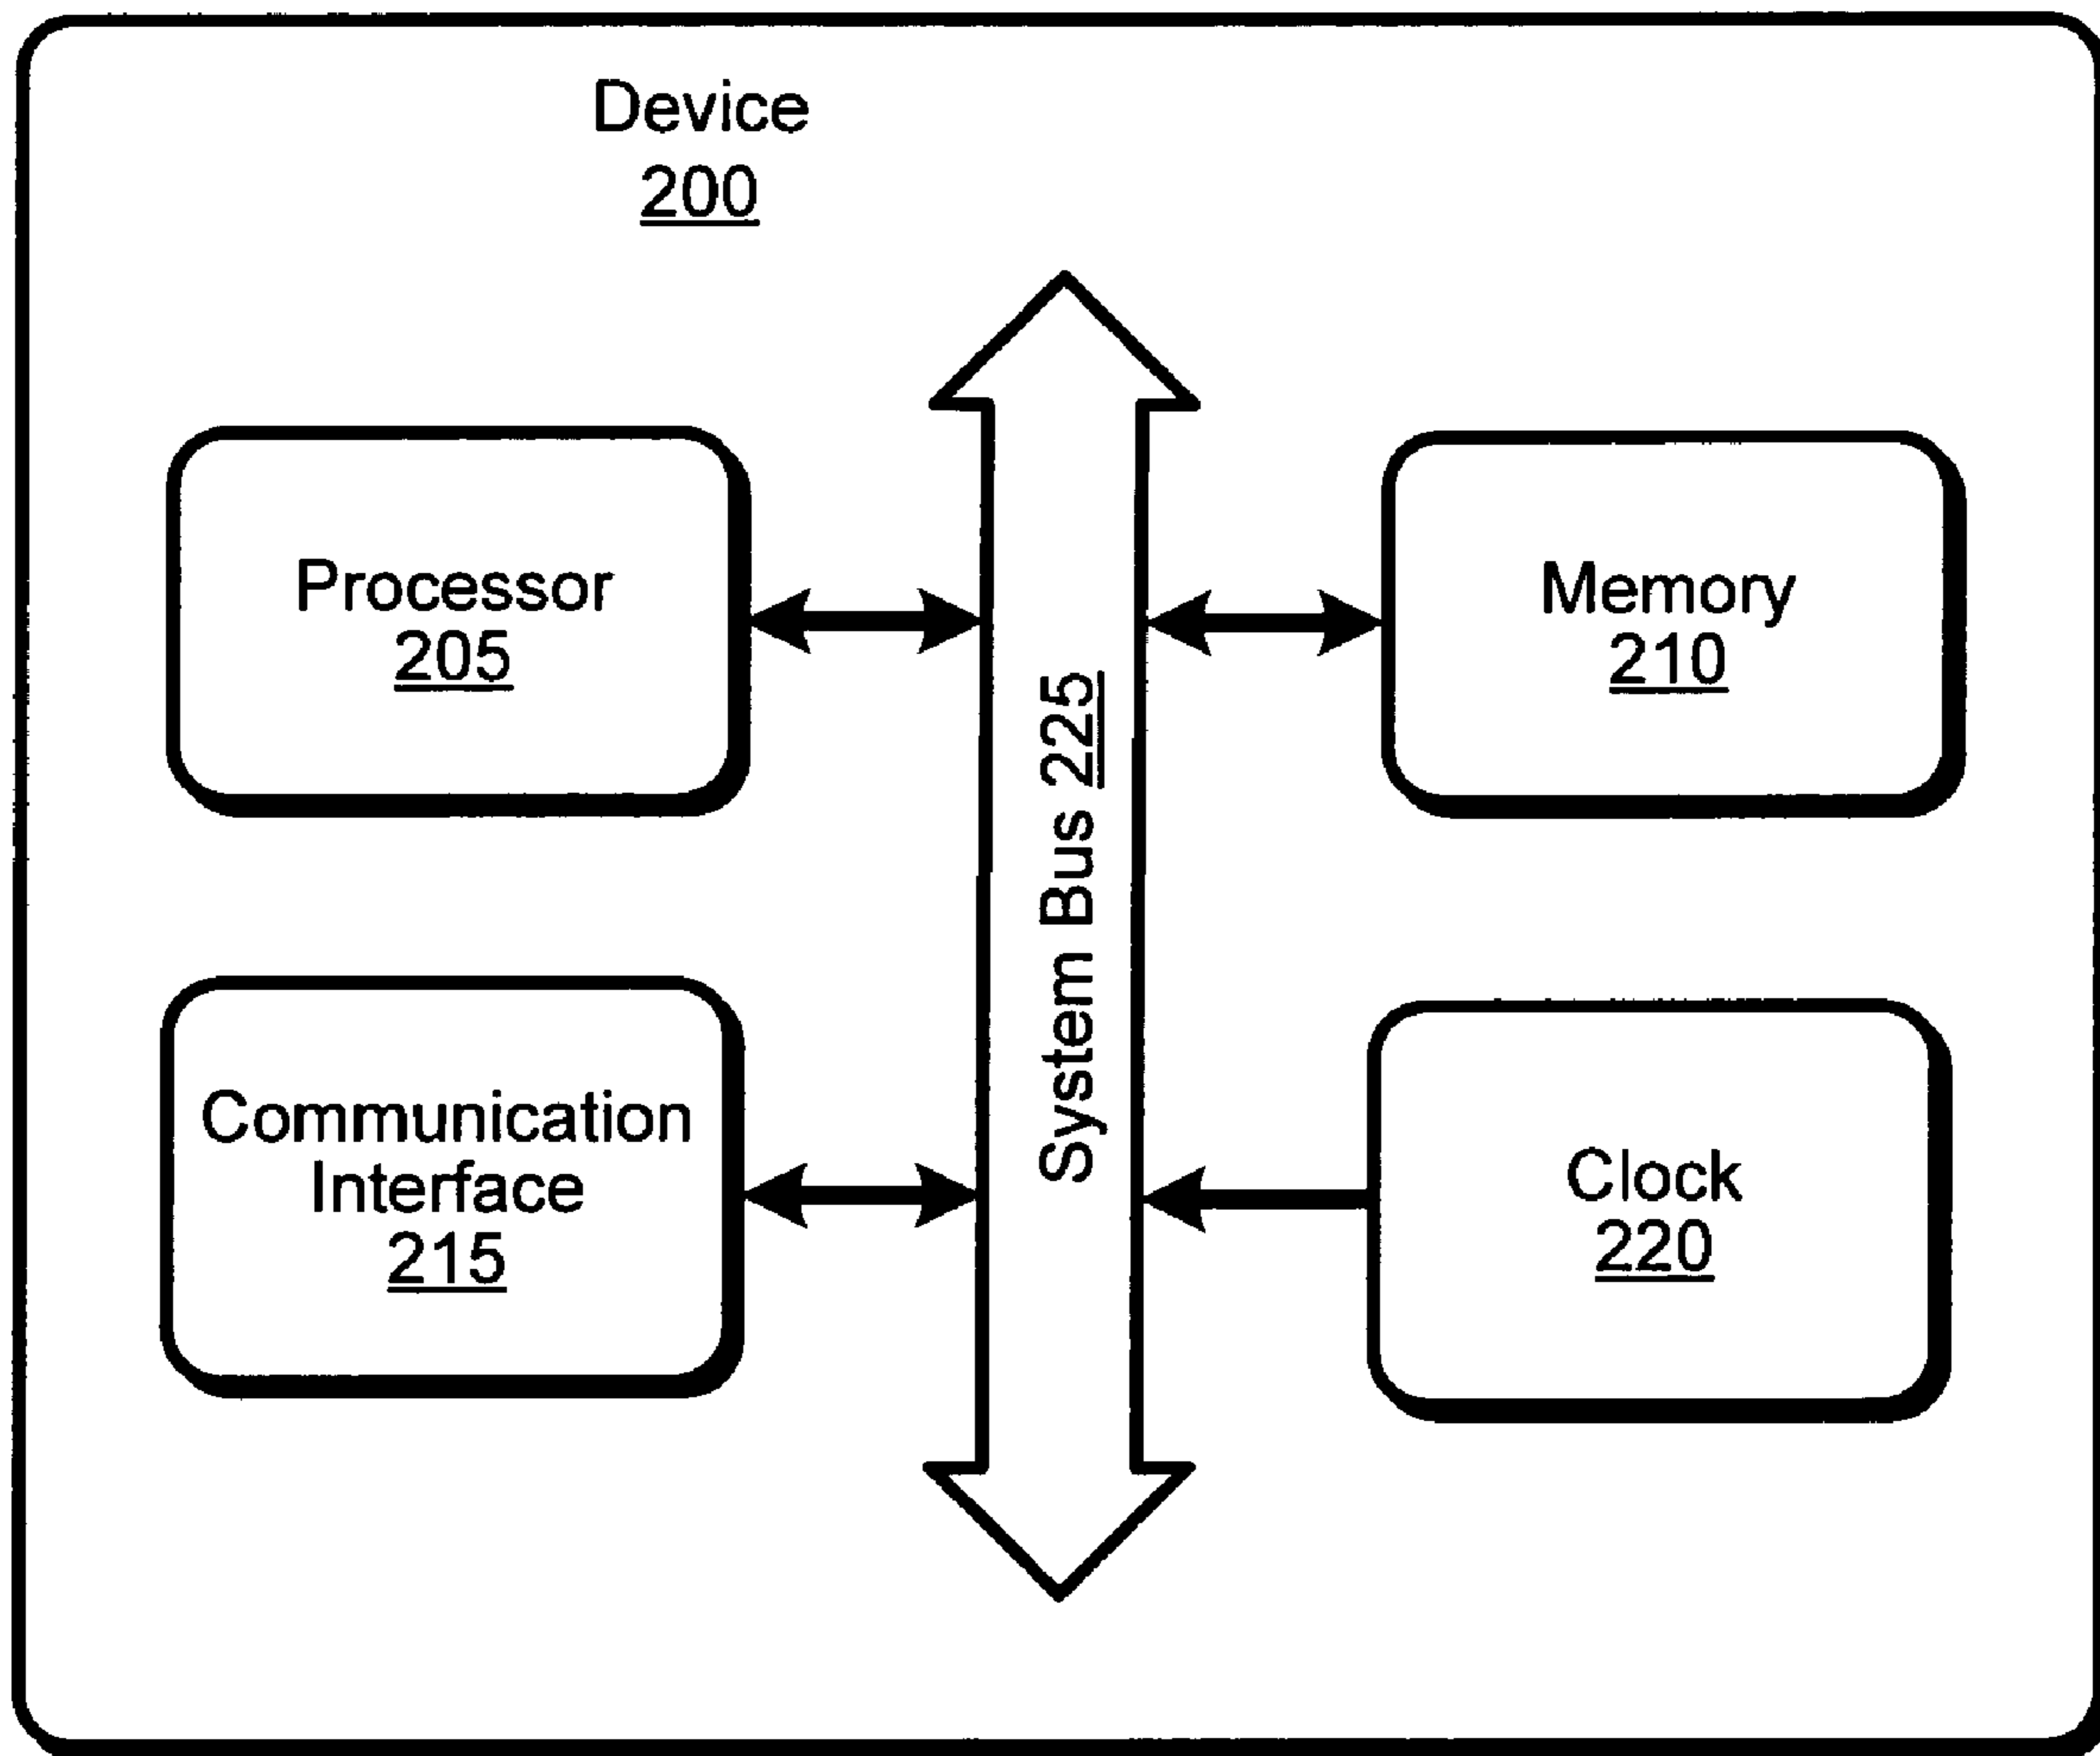 Device
200
Processor
205
Memory
210
System Bus 225
Communication
Interface
215
Clock
220